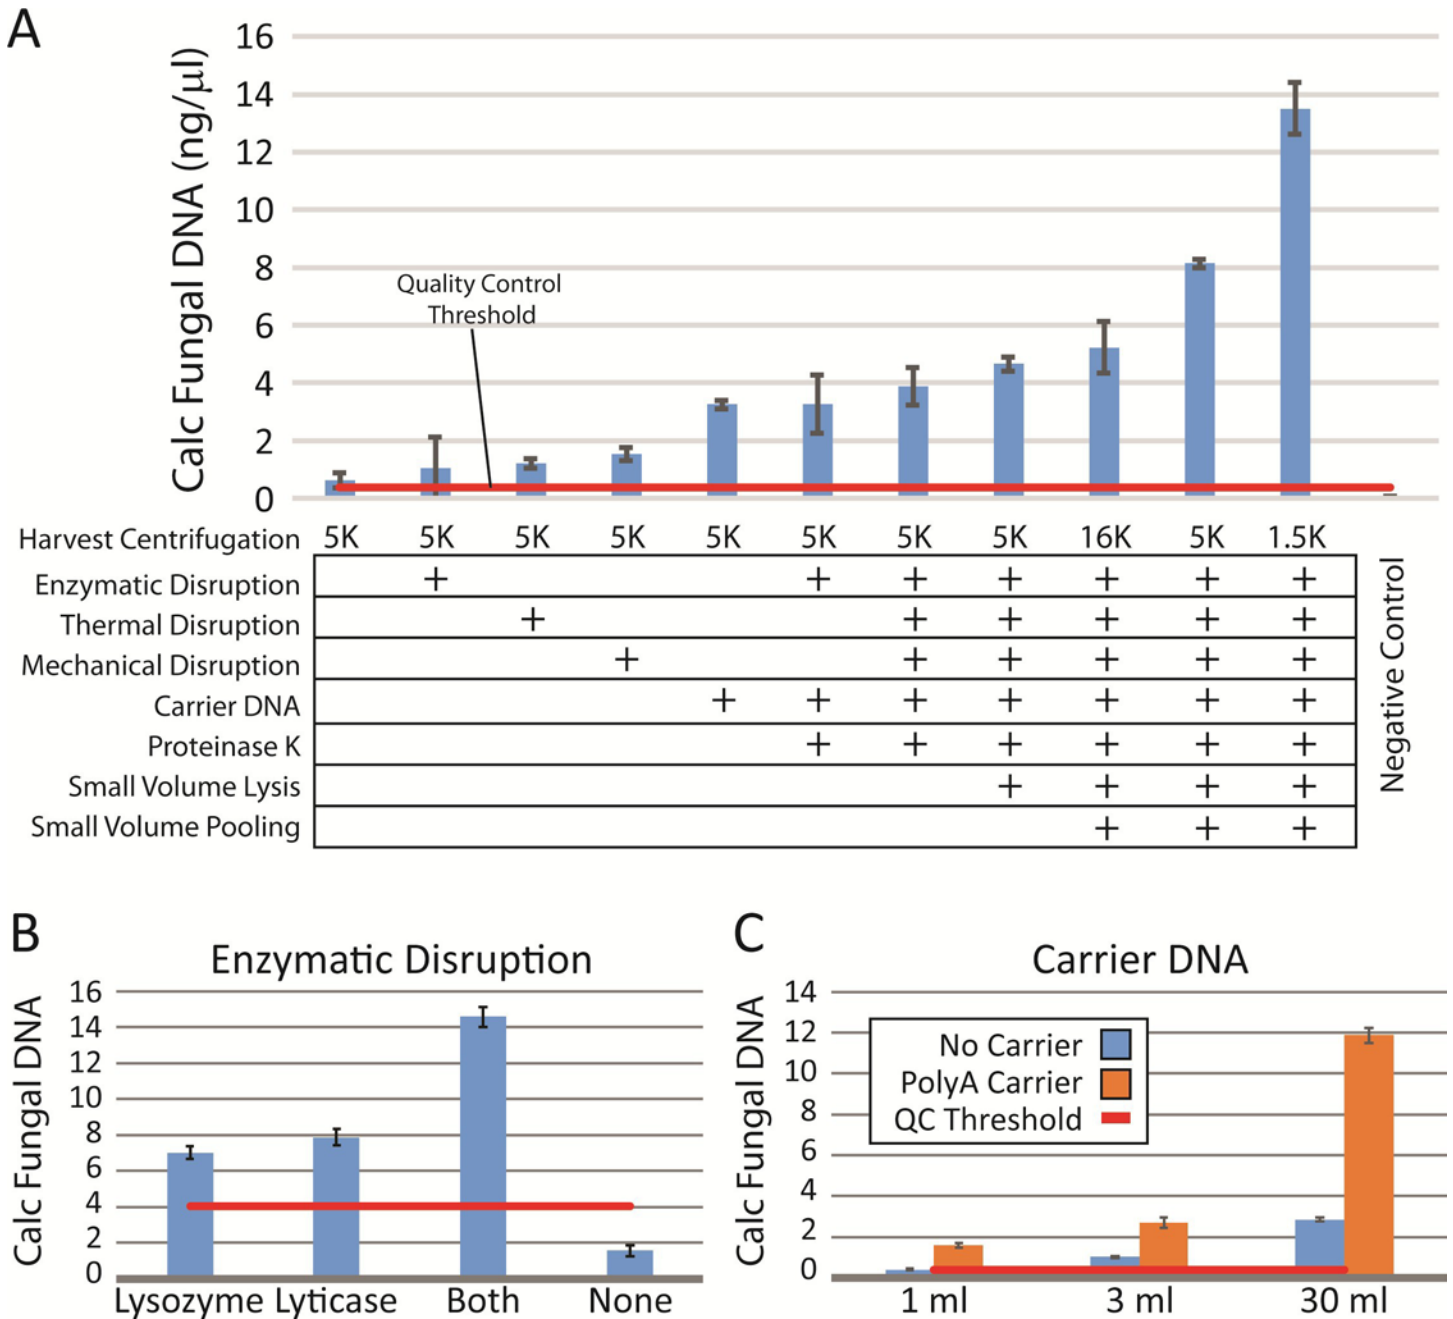 A
Calc Fungal DNA (ng/µl)
16
14
12
10
8
6
4
2
0
Quality Control
Threshold
Harvest Centrifugation 5K 5K 5K 5K 5K 5K 5K 5K 16K 5K 1.5K
Enzymatic Disruption + + + + + + +
Thermal Disruption + + + + + +
Mechanical Disruption + + + + + +
Carrier DNA + + + + + + +
Proteinase K + + + + + +
Small Volume Lysis + + + +
Small Volume Pooling + + +
Negative Control
B
Enzymatic Disruption
Calc Fungal DNA
16
14
12
10
8
6
4
2
0
Lysozyme Lyticase Both None
C
Carrier DNA
Calc Fungal DNA
14
12
10
8
6
4
2
0
No Carrier
PolyA Carrier
QC Threshold
1 ml 3 ml 30 ml